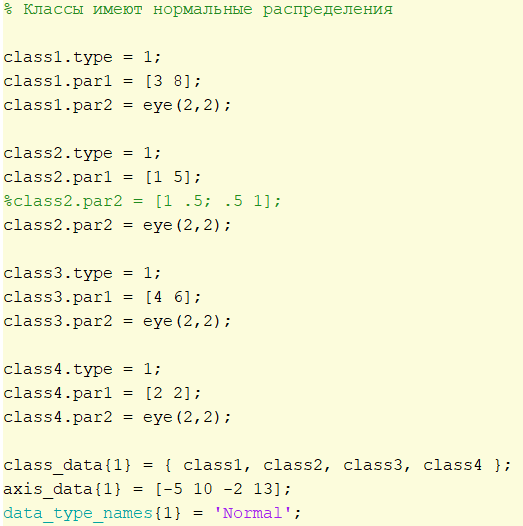 % Классы имеют нормальные распределения
class1.type = 1;
class1.par1 = [3 8];
class1.par2 = eye(2,2);
class2.type = 1;
class2.par1 = [1 5];
%class2.par2 = [1 .5; .5 1];
class2.par2 = eye(2,2);
class3.type = 1;
class3.par1 = [4 6];
class3.par2 = eye(2,2);
class4.type = 1;
class4.par1 = [2 2];
class4.par2 = eye(2,2);
class_data{1} = { class1, class2, class3, class4 };
axis_data{1} = [-5 10 -2 13];
data_type_names{1} = 'Normal';